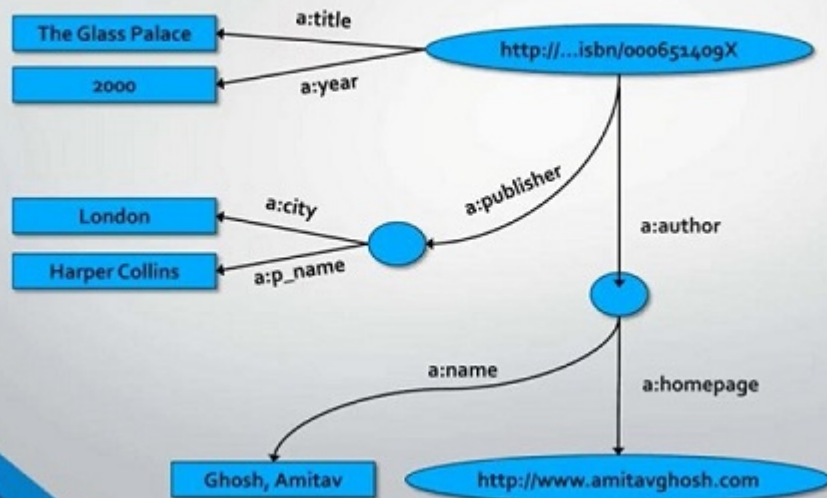 a:title
The Glass Palace
http://...isbn/000651409X
2000
a:year
a:publisher
a:city
London
a:author
Harper Collins
a:p_name
a:name
a:homepage
Ghosh, Amitav
http://www.amitavghosh.com